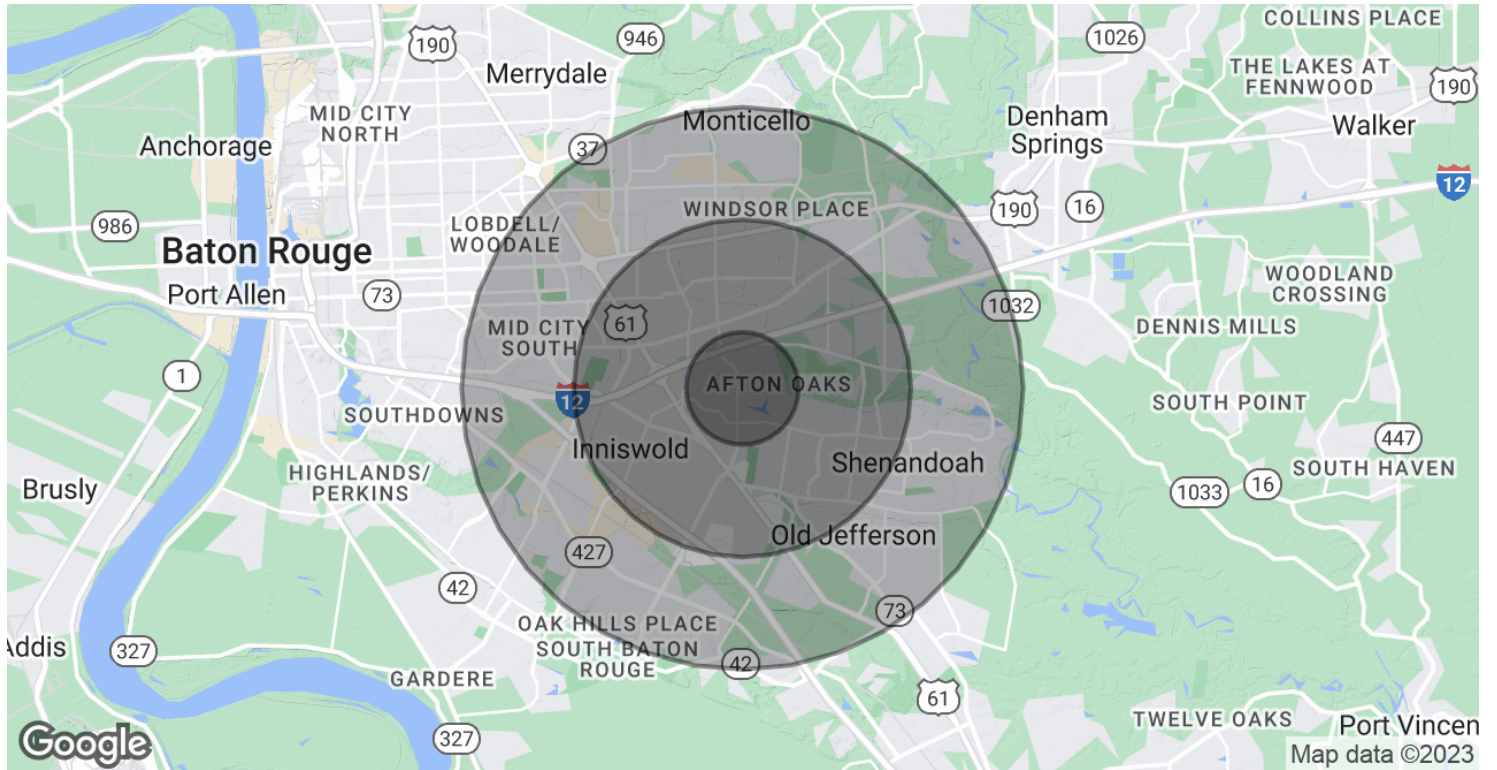 COLLINS PLACE
190
946
1026
Merrydale
THE LAKES AT
FENNWOOD
190
MID CITY
NORTH
Denham
Springs
Walker
Monticello
Anchorage
37
12
190
16
986
LOBDELL/
WOODALE
WINDSOR PLACE
Baton Rouge
Port Allen
73
WOODLAND
CROSSING
1032
61
MID CITY
SOUTH
DENNIS MILLS
1
AFTON OAKS
12
SOUTHDOWNS
SOUTH POINT
447
Inniswold
Shenandoah
SOUTH HAVEN
HIGHLANDS/
PERKINS
Brusly
1033
16
427
Old Jefferson
42
73
OAK HILLS PLACE
SOUTH BATON
ROUGE
Addis
327
42
GARDERE
61
327
TWELVE OAKS
Port Vincen
Google
Map data ©2023